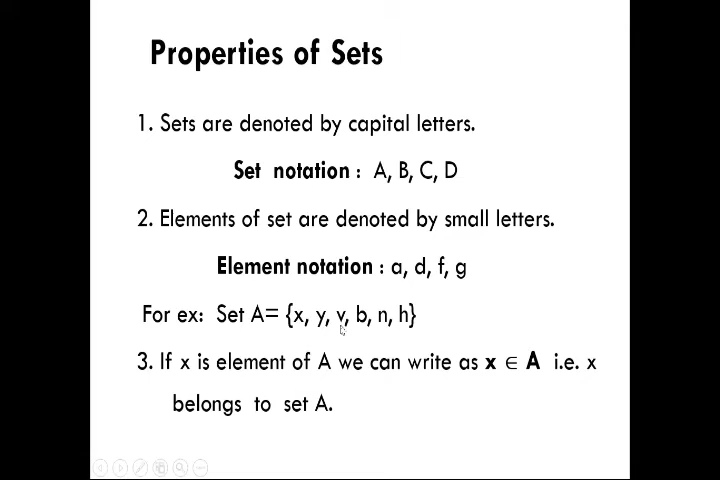 Properties of Sets
1. Sets are denoted by capital letters.
Set notation : A, B, C, D
2. Elements of set are denoted by small letters.
Element notation : a, d, f, g
For ex: Set A= {x, y, v, b, n, h}
3. If x is element of A we can write as x ∈ A i.e. x
belongs to set A.